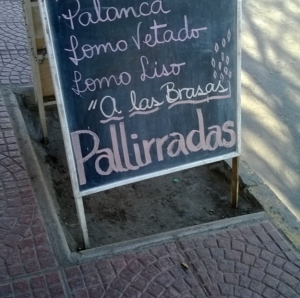 Palanca
Lomo Vetado
Lomo Liso
"A las Brasas"
Pallirradas